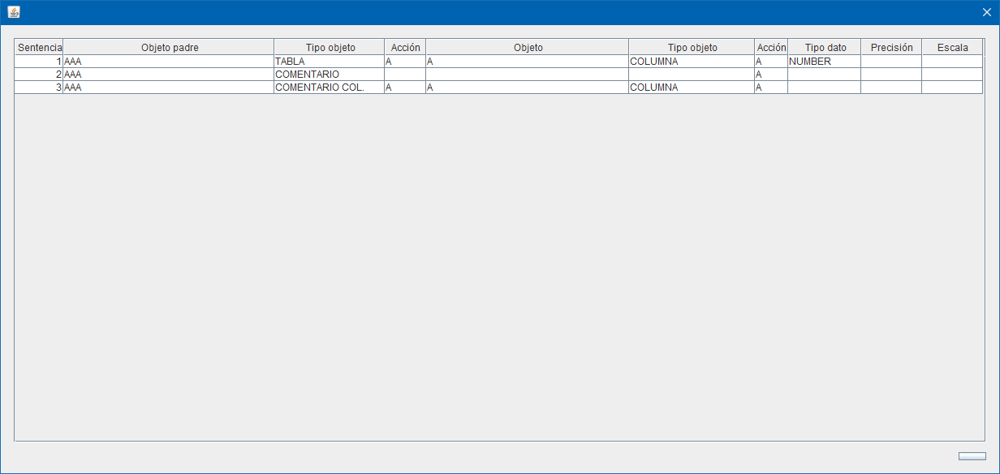 Sentencia Objeto padre Tipo objeto Acción Objeto Tipo objeto Acción Tipo dato Precisión Escala
1 AAA TABLA A A COLUMNA A NUMBER
2 AAA COMENTARIO A
3 AAA COMENTARIO COL. A A COLUMNA A